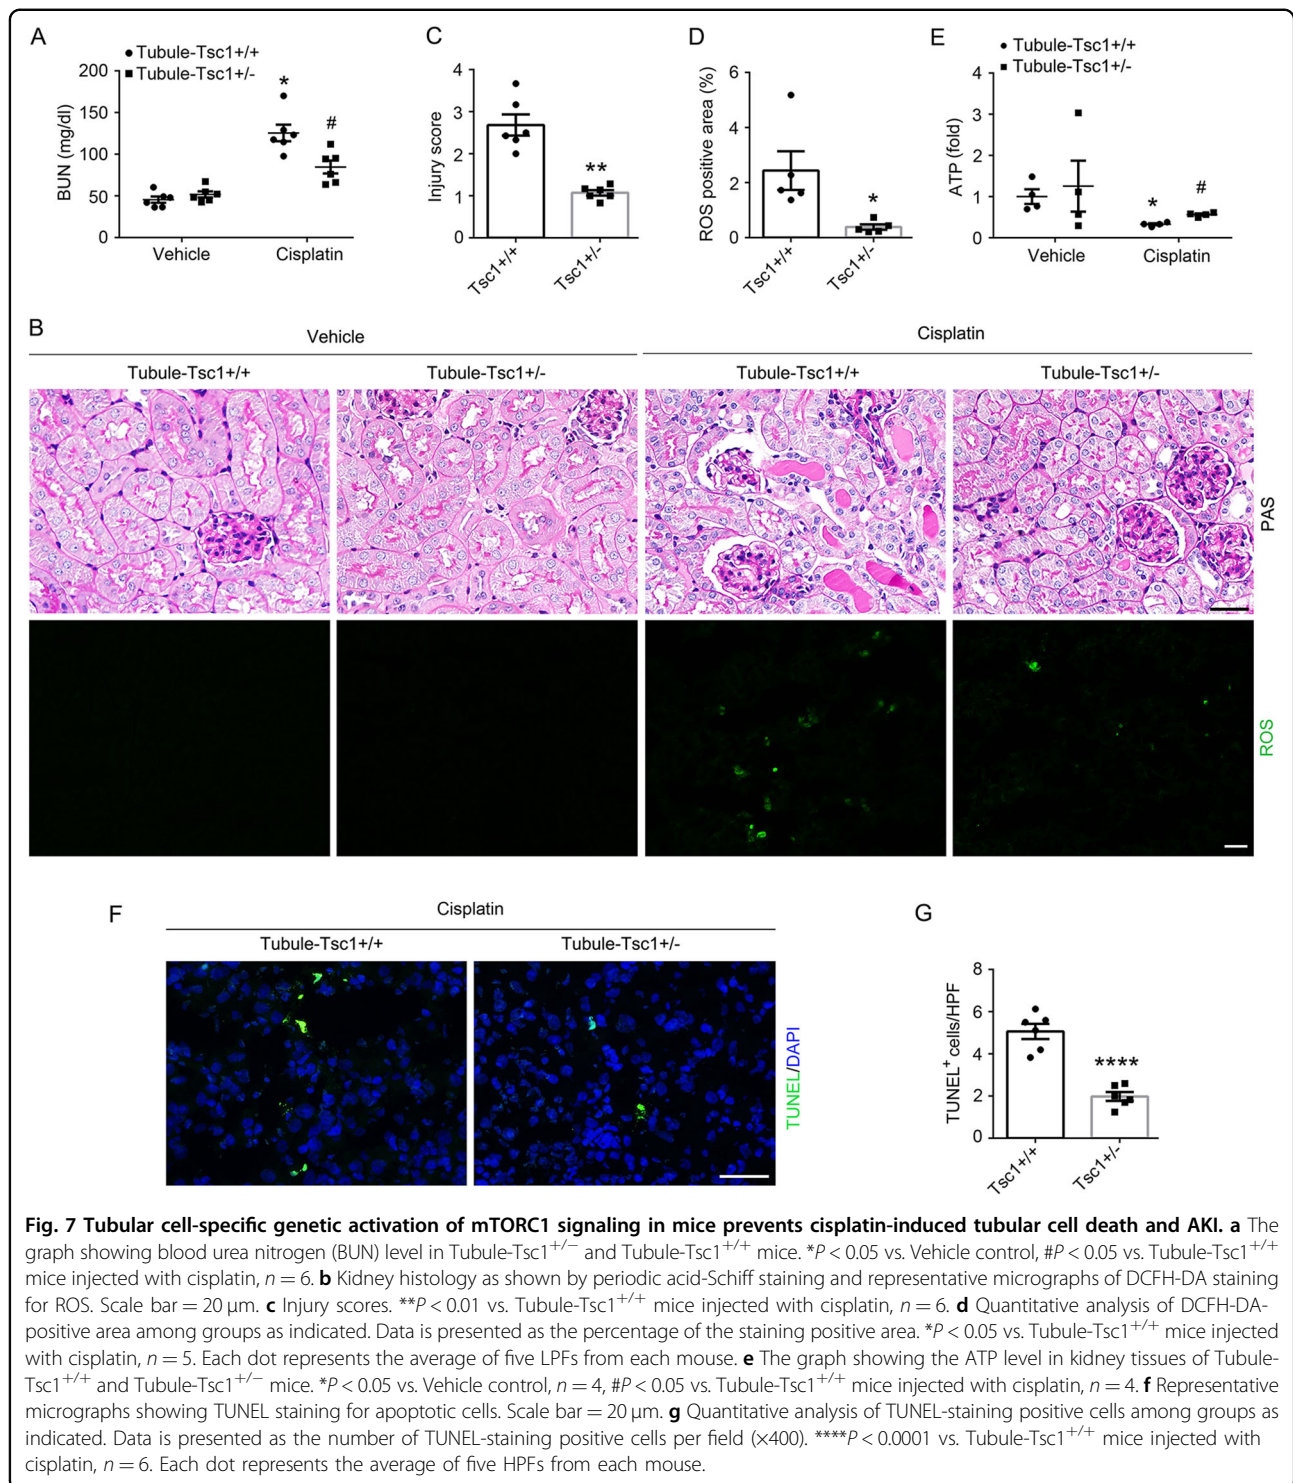 A
Tubule-Tsc1+/+
Tubule-Tsc1+/-
BUN (mg/dl)
200
150
100
50
0
*
#
Vehicle
Cisplatin
C
Injury score
4
3
2
1
0
**
Tsc1+/+
Tsc1+/-
D
ROS positive area (%)
6
4
2
0
*
Tsc1+/+
Tsc1+/-
E
Tubule-Tsc1+/+
Tubule-Tsc1+/-
ATP (fold)
4
3
2
1
0
*
#
Vehicle
Cisplatin
B
Vehicle
Cisplatin
Tubule-Tsc1+/+
Tubule-Tsc1+/-
Tubule-Tsc1+/+
Tubule-Tsc1+/-
PAS
ROS
F
Cisplatin
Tubule-Tsc1+/+
Tubule-Tsc1+/-
TUNEL/DAPI
G
TUNEL⁺ cells/HPF
8
6
4
2
0
****
Tsc1+/+
Tsc1+/-
Fig. 7 Tubular cell-specific genetic activation of mTORC1 signaling in mice prevents cisplatin-induced tubular cell death and AKI. a The
graph showing blood urea nitrogen (BUN) level in Tubule-Tsc1⁺/⁻ and Tubule-Tsc1⁺/⁺ mice. *P < 0.05 vs. Vehicle control, #P < 0.05 vs. Tubule-Tsc1⁺/⁺
mice injected with cisplatin, n = 6. b Kidney histology as shown by periodic acid-Schiff staining and representative micrographs of DCFH-DA staining
for ROS. Scale bar = 20 μm. c Injury scores. **P < 0.01 vs. Tubule-Tsc1⁺/⁺ mice injected with cisplatin, n = 6. d Quantitative analysis of DCFH-DA-
positive area among groups as indicated. Data is presented as the percentage of the staining positive area. *P < 0.05 vs. Tubule-Tsc1⁺/⁺ mice injected
with cisplatin, n = 5. Each dot represents the average of five LPFs from each mouse. e The graph showing the ATP level in kidney tissues of Tubule-
Tsc1⁺/⁺ and Tubule-Tsc1⁺/⁻ mice. *P < 0.05 vs. Vehicle control, n = 4, #P < 0.05 vs. Tubule-Tsc1⁺/⁺ mice injected with cisplatin, n = 4. f Representative
micrographs showing TUNEL staining for apoptotic cells. Scale bar = 20 μm. g Quantitative analysis of TUNEL-staining positive cells among groups as
indicated. Data is presented as the number of TUNEL-staining positive cells per field (×400). ****P < 0.0001 vs. Tubule-Tsc1⁺/⁺ mice injected with
cisplatin, n = 6. Each dot represents the average of five HPFs from each mouse.